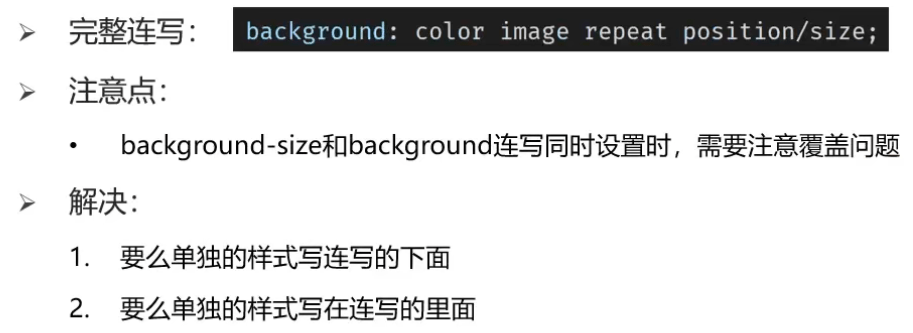 ➢ 完整连写： background: color image repeat position/size;
➢ 注意点：
• background-size和background连写同时设置时，需要注意覆盖问题
➢ 解决：
1. 要么单独的样式写连写的下面
2. 要么单独的样式写在连写的里面